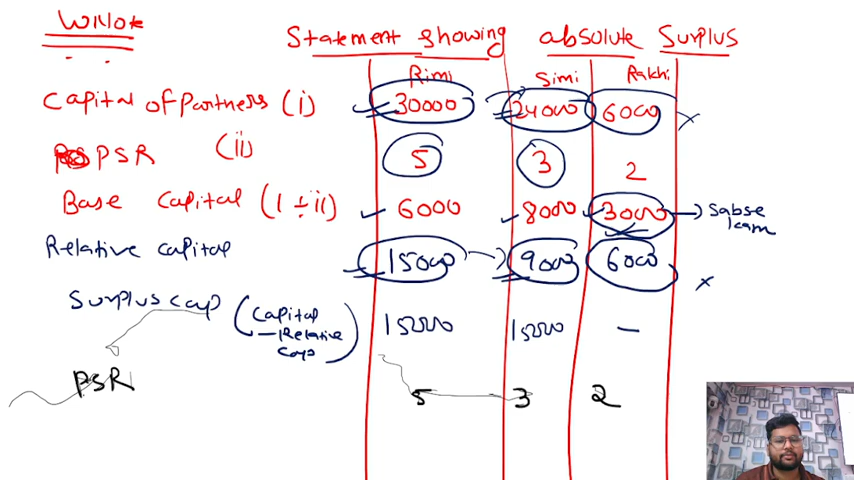 Statement showing absolute Surplus
Rimi Simi Rakhi
Capital of Partners (i) 30000 24000 6000 x
PSR (ii) 5 3 2
Base Capital (1 ÷ ii) 6000 8000 3000 → Sabse kam
Relative capital 15000 9000 6000 x
Surplus cap (Capital – Relative cap) 15000 15000 –
PSR 5 3 2